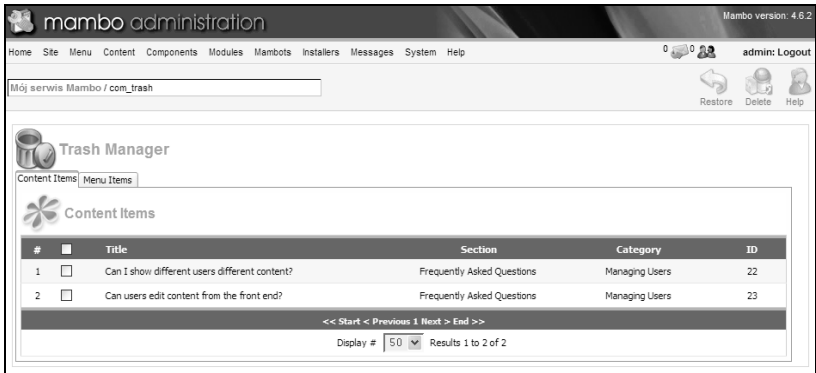 mambo administration Mambo version: 4.6.2
Home Site Menu Content Components Modules Mambots Installers Messages System Help 0 0 admin: Logout
Mój serwis Mambo / com_trash
Restore Delete Help
Trash Manager
Content Items Menu Items
Content Items
# Title Section Category ID
1 Can I show different users different content? Frequently Asked Questions Managing Users 22
2 Can users edit content from the front end? Frequently Asked Questions Managing Users 23
<< Start < Previous 1 Next > End >>
Display # 50 Results 1 to 2 of 2